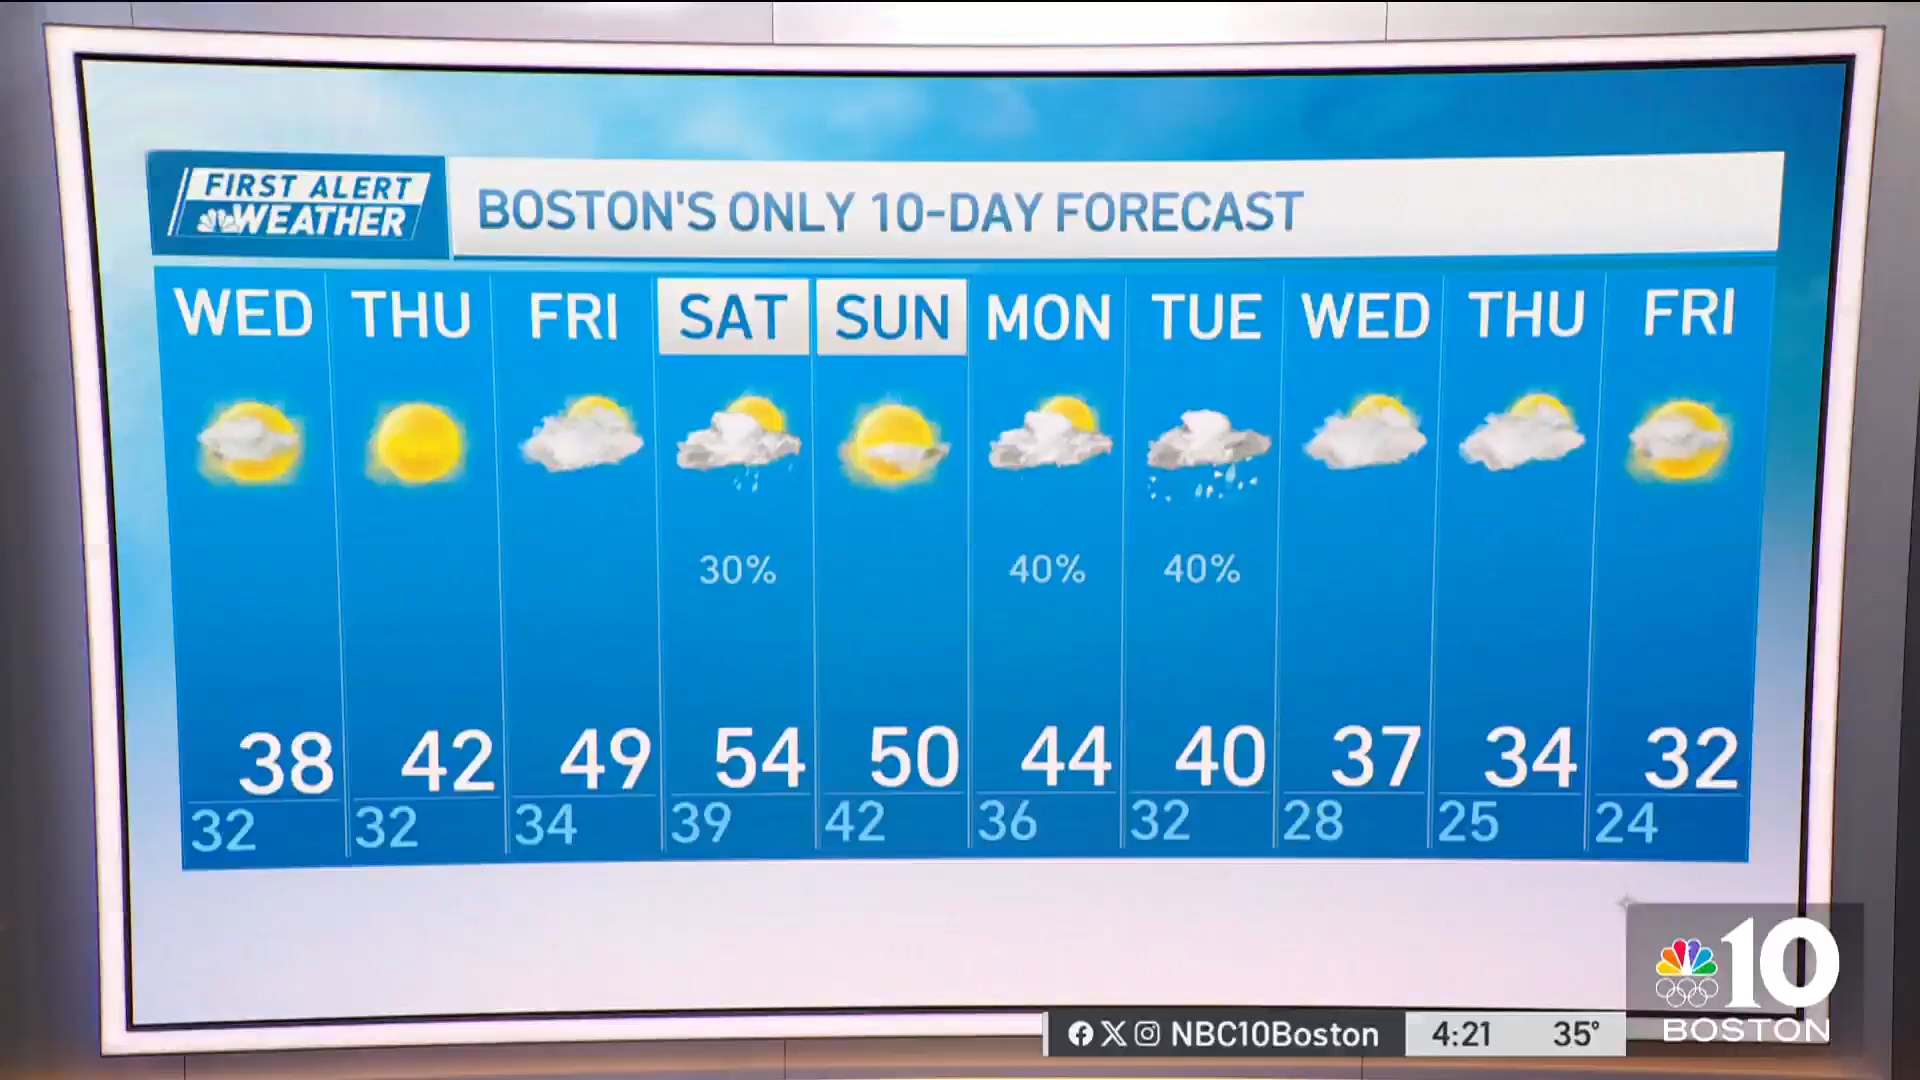 FIRST ALERT
WEATHER
BOSTON'S ONLY 10-DAY FORECAST
WED THU FRI SAT SUN MON TUE WED THU FRI
30% 40% 40%
38 42 49 54 50 44 40 37 34 32
32 32 34 39 42 36 32 28 25 24
NBC10Boston 4:21 35°
10
BOSTON